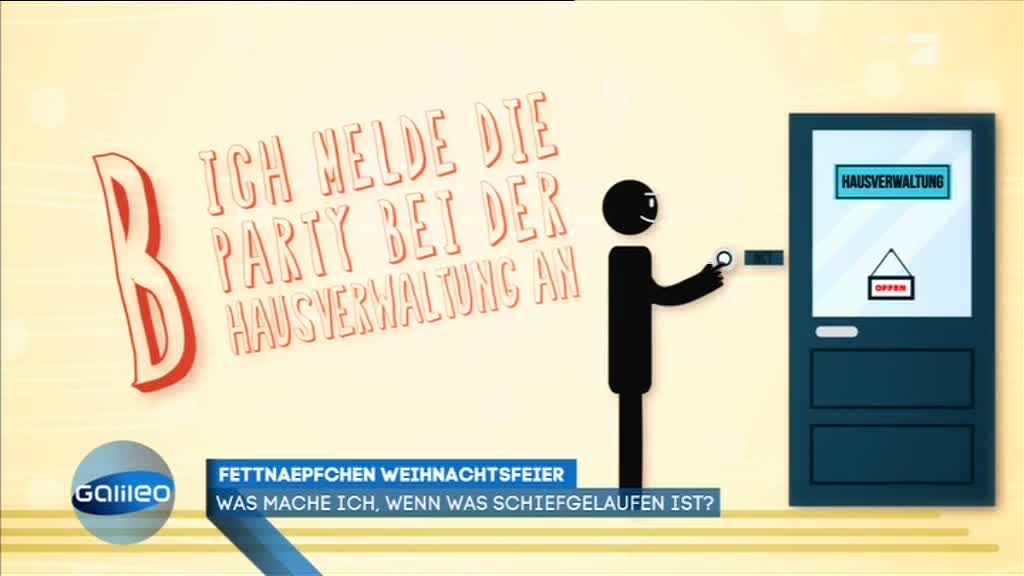 B
ICH MELDE DIE
PARTY BEI DER
HAUSVERWALTUNG AN
HAUSVERWALTUNG
OFFEN
Galileo
FETTNAEPFCHEN WEIHNACHTSFEIER
WAS MACHE ICH, WENN WAS SCHIEFGELAUFEN IST?